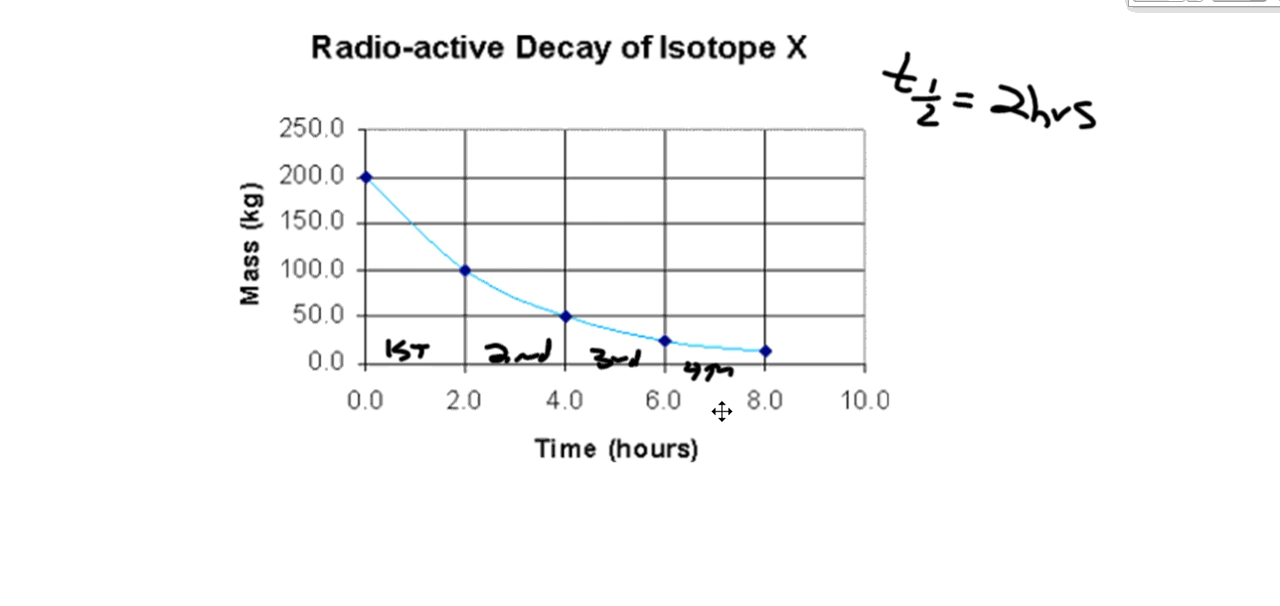 Radio-active Decay of Isotope X
t 1/2 = 2hrs
250.0
200.0
150.0
100.0
50.0
0.0
Mass (kg)
1ST 2nd 3rd 4TH
0.0 2.0 4.0 6.0 8.0 10.0
Time (hours)